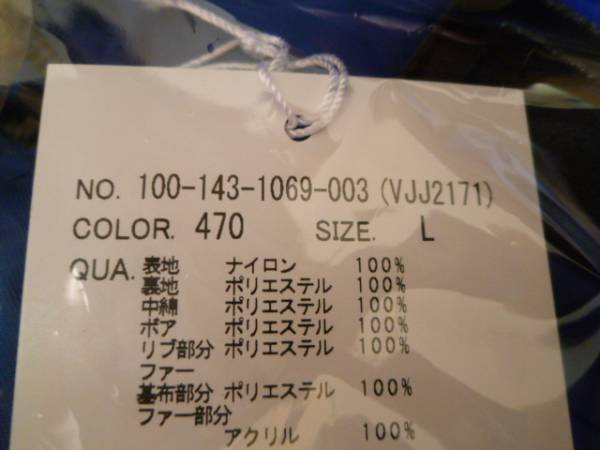 NO. 100-143-1069-003 (VJJ2171)
COLOR. 470 SIZE. L
QUA. 表地 ナイロン 100%
裏地 ポリエステル 100%
中綿 ポリエステル 100%
ボア ポリエステル 100%
リブ部分 ポリエステル 100%
ファー
基布部分 ポリエステル 100%
ファー部分
アクリル 100%